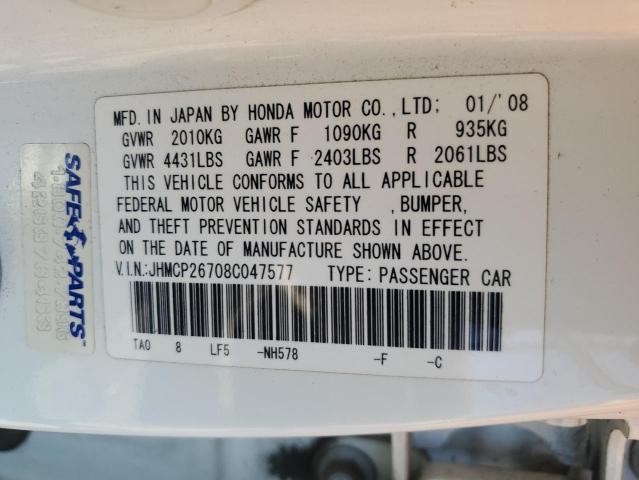 MFD. IN JAPAN BY HONDA MOTOR CO.,LTD; 01/'08
GVWR 2010KG GAWR F 1090KG R 935KG
GVWR 4431LBS GAWR F 2403LBS R 2061LBS
THIS VEHICLE CONFORMS TO ALL APPLICABLE
FEDERAL MOTOR VEHICLE SAFETY ,BUMPER,
AND THEFT PREVENTION STANDARDS IN EFFECT
ON THE DATE OF MANUFACTURE SHOWN ABOVE.
V.I.N.:JHMCP26708C047577 TYPE: PASSENGER CAR
TA0 8 LF5 -NH578 -F -C
SAFE PARTS